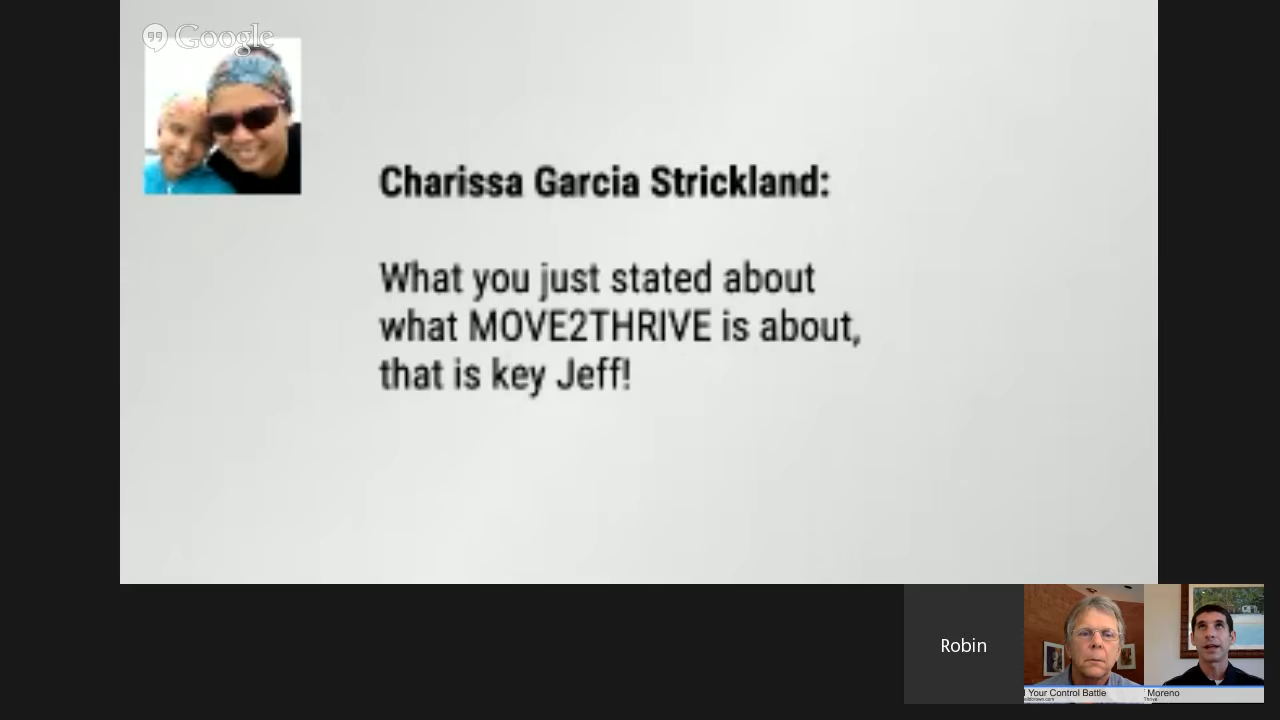 Google
Charissa Garcia Strickland:
What you just stated about
what MOVE2THRIVE is about,
that is key Jeff!
Robin
Your Control Battle
Moreno
Thrive